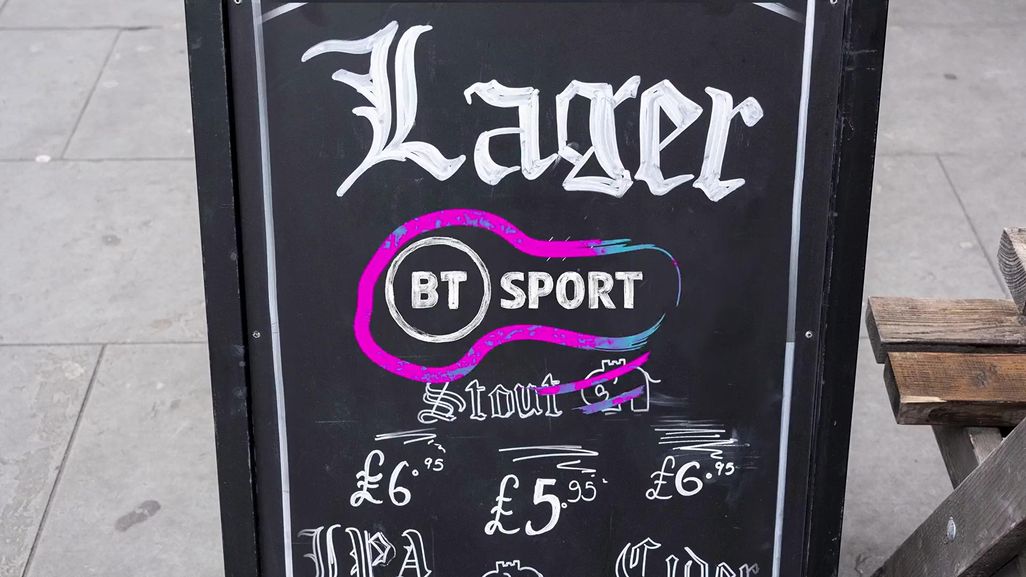 Lager
BT SPORT
Stout
£6.95 £5.95 £6.95
IPA Cider